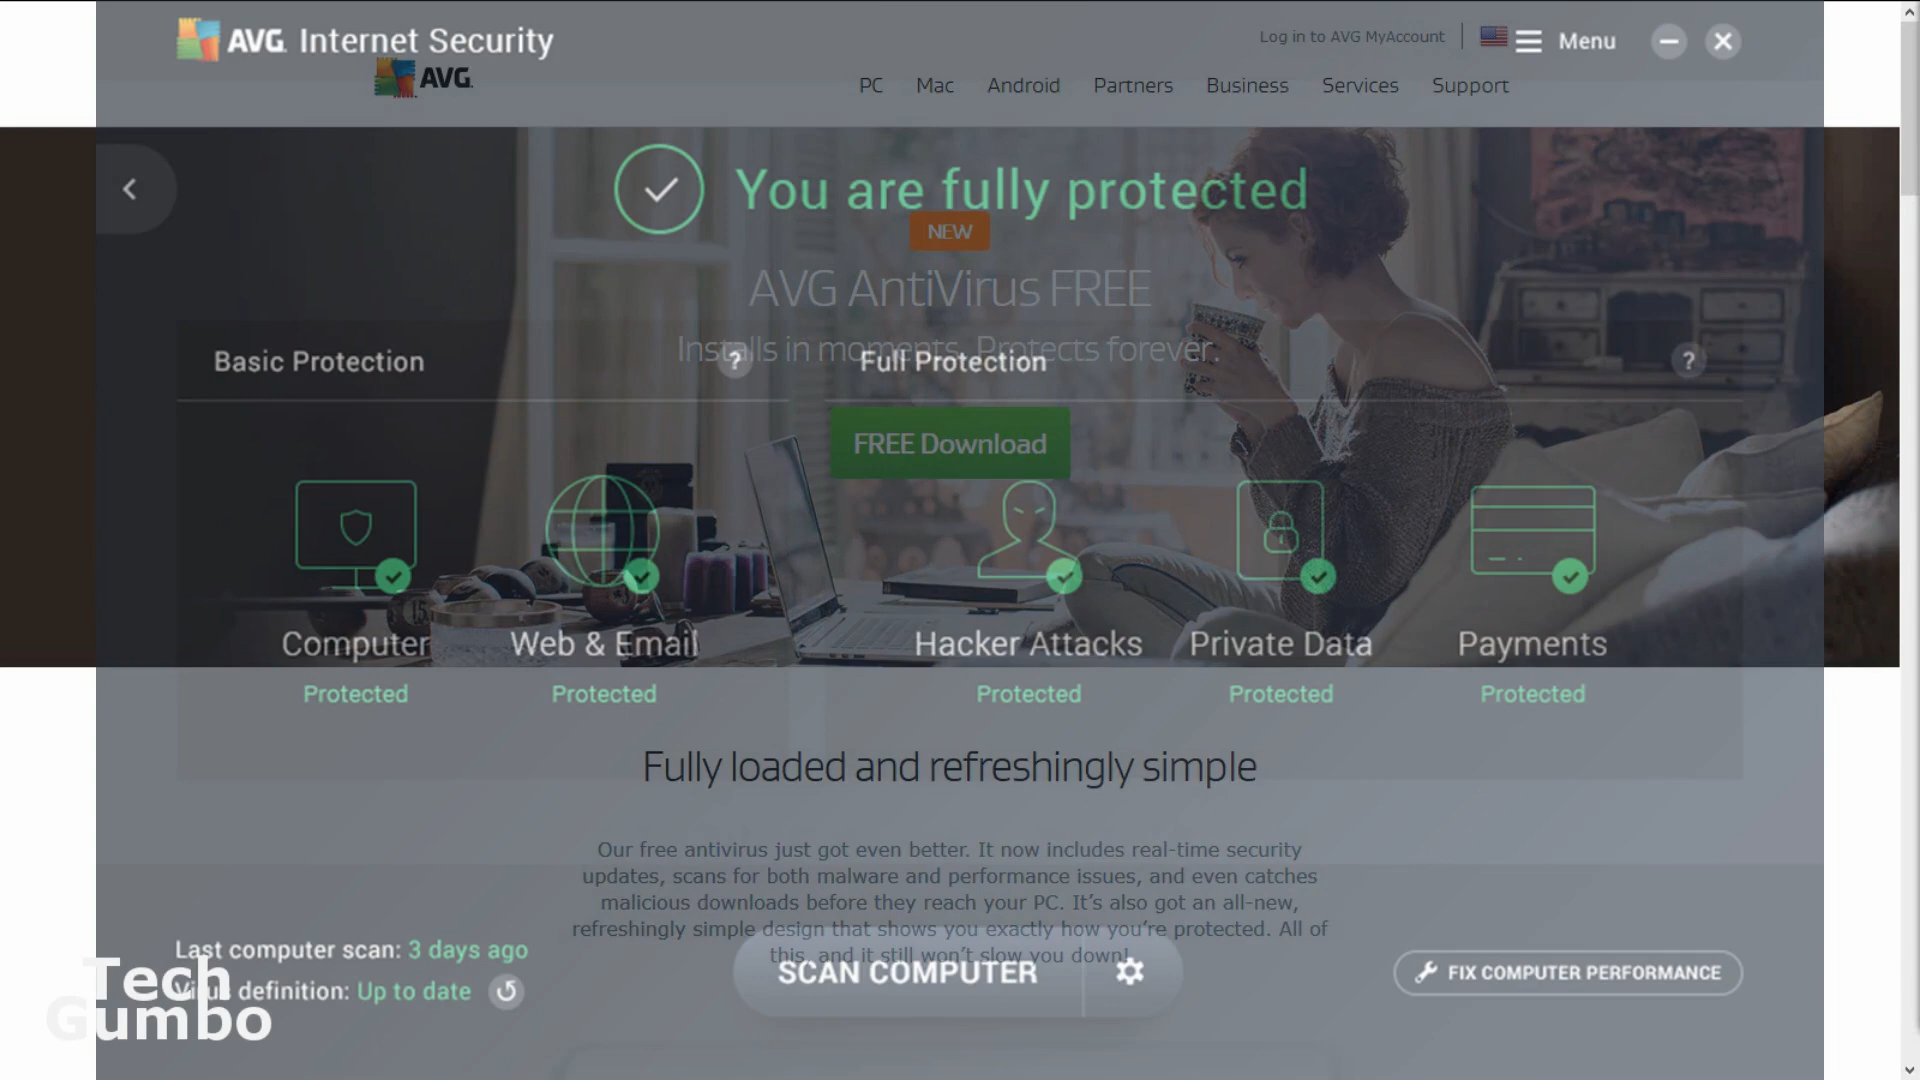 AVG Internet Security
Log in to AVG MyAccount
Menu
AVG
PC Mac Android Partners Business Services Support
You are fully protected
NEW
AVG AntiVirus FREE
Installs in moments. Protects forever.
Basic Protection ?
Full Protection ?
FREE Download
Computer Web & Email Hacker Attacks Private Data Payments
Protected Protected Protected Protected Protected
Fully loaded and refreshingly simple
Our free antivirus just got even better. It now includes real-time security
updates, scans for both malware and performance issues, and even catches
malicious downloads before they reach your PC. It's also got an all-new,
refreshingly simple design that shows you exactly how you're protected. All of
this, and it still won't slow you down!
Last computer scan: 3 days ago
Virus definition: Up to date
SCAN COMPUTER
FIX COMPUTER PERFORMANCE
Tech
Gumbo